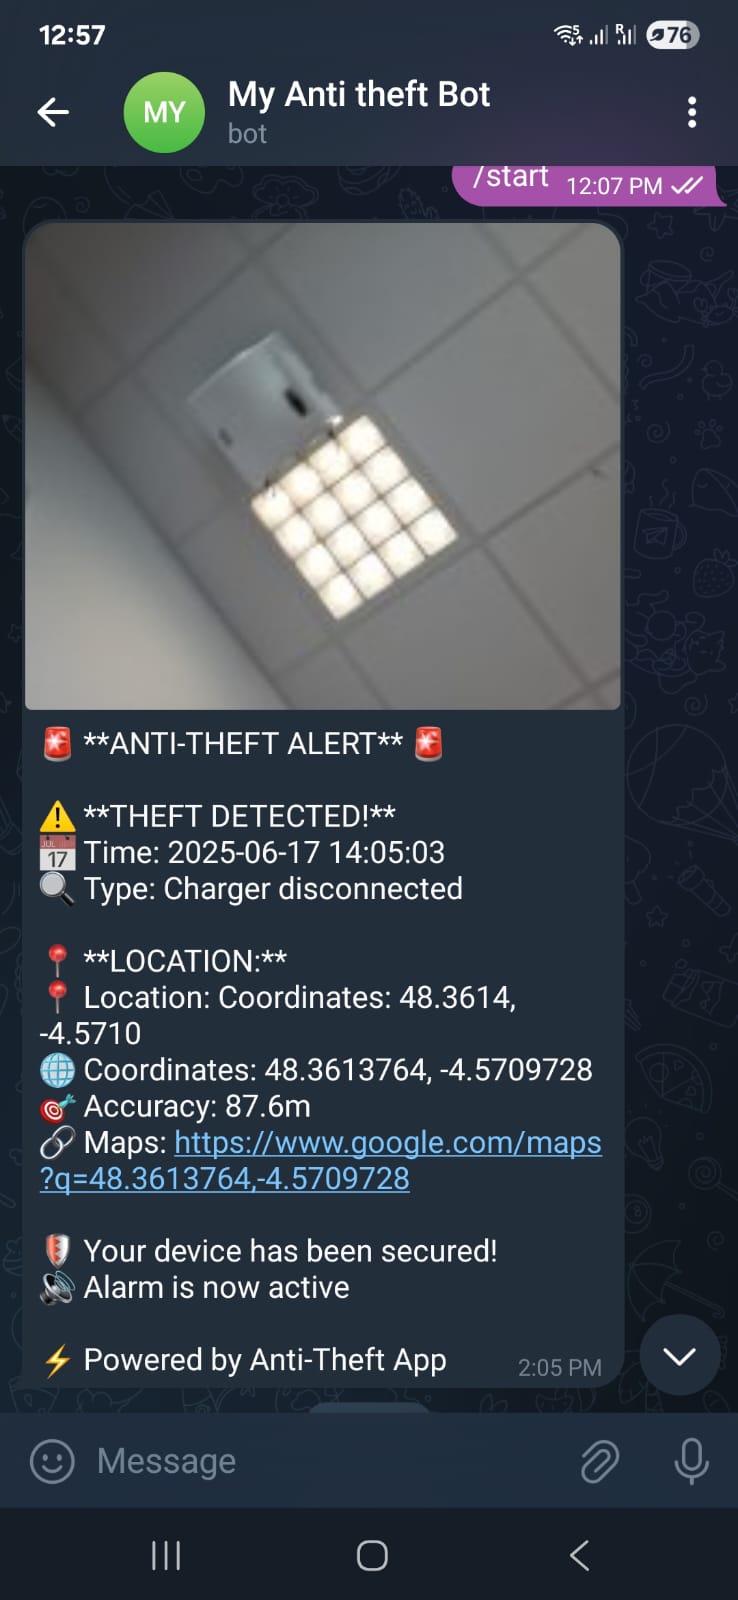 12:57
76
MY
My Anti theft Bot
bot
/start 12:07 PM
🚨 **ANTI-THEFT ALERT** 🚨
⚠️ **THEFT DETECTED!**
📅 Time: 2025-06-17 14:05:03
🔍 Type: Charger disconnected
📍 **LOCATION:**
📍 Location: Coordinates: 48.3614,
-4.5710
🌐 Coordinates: 48.3613764, -4.5709728
🎯 Accuracy: 87.6m
🔗 Maps: https://www.google.com/maps
?q=48.3613764,-4.5709728
🛡️ Your device has been secured!
🔊 Alarm is now active
⚡ Powered by Anti-Theft App 2:05 PM
Message